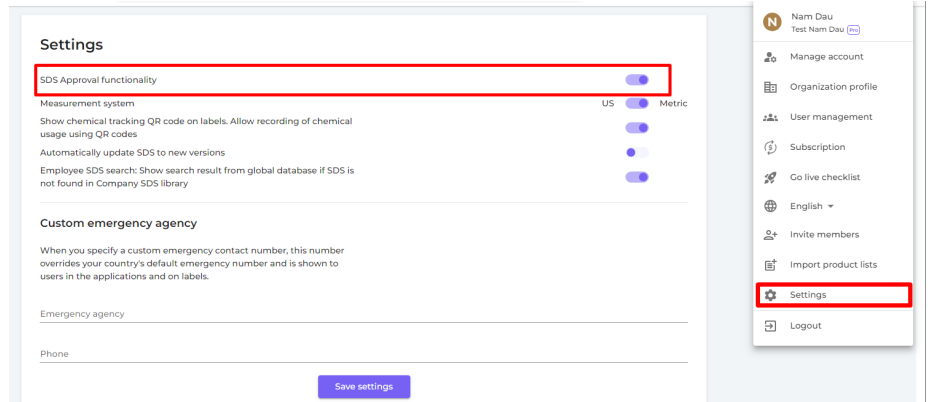 Settings
SDS Approval functionality
Measurement system
US
Metric
Show chemical tracking QR code on labels. Allow recording of chemical
usage using QR codes
Automatically update SDS to new versions
Employee SDS search: Show search result from global database if SDS is
not found in Company SDS library
Custom emergency agency
When you specify a custom emergency contact number, this number
overrides your country's default emergency number and is shown to
users in the applications and on labels.
Emergency agency
Phone
Save settings
N
Nam Dau
Test Nam Dau Pro
Manage account
Organization profile
User management
Subscription
Go live checklist
English
Invite members
Import product lists
Settings
Logout